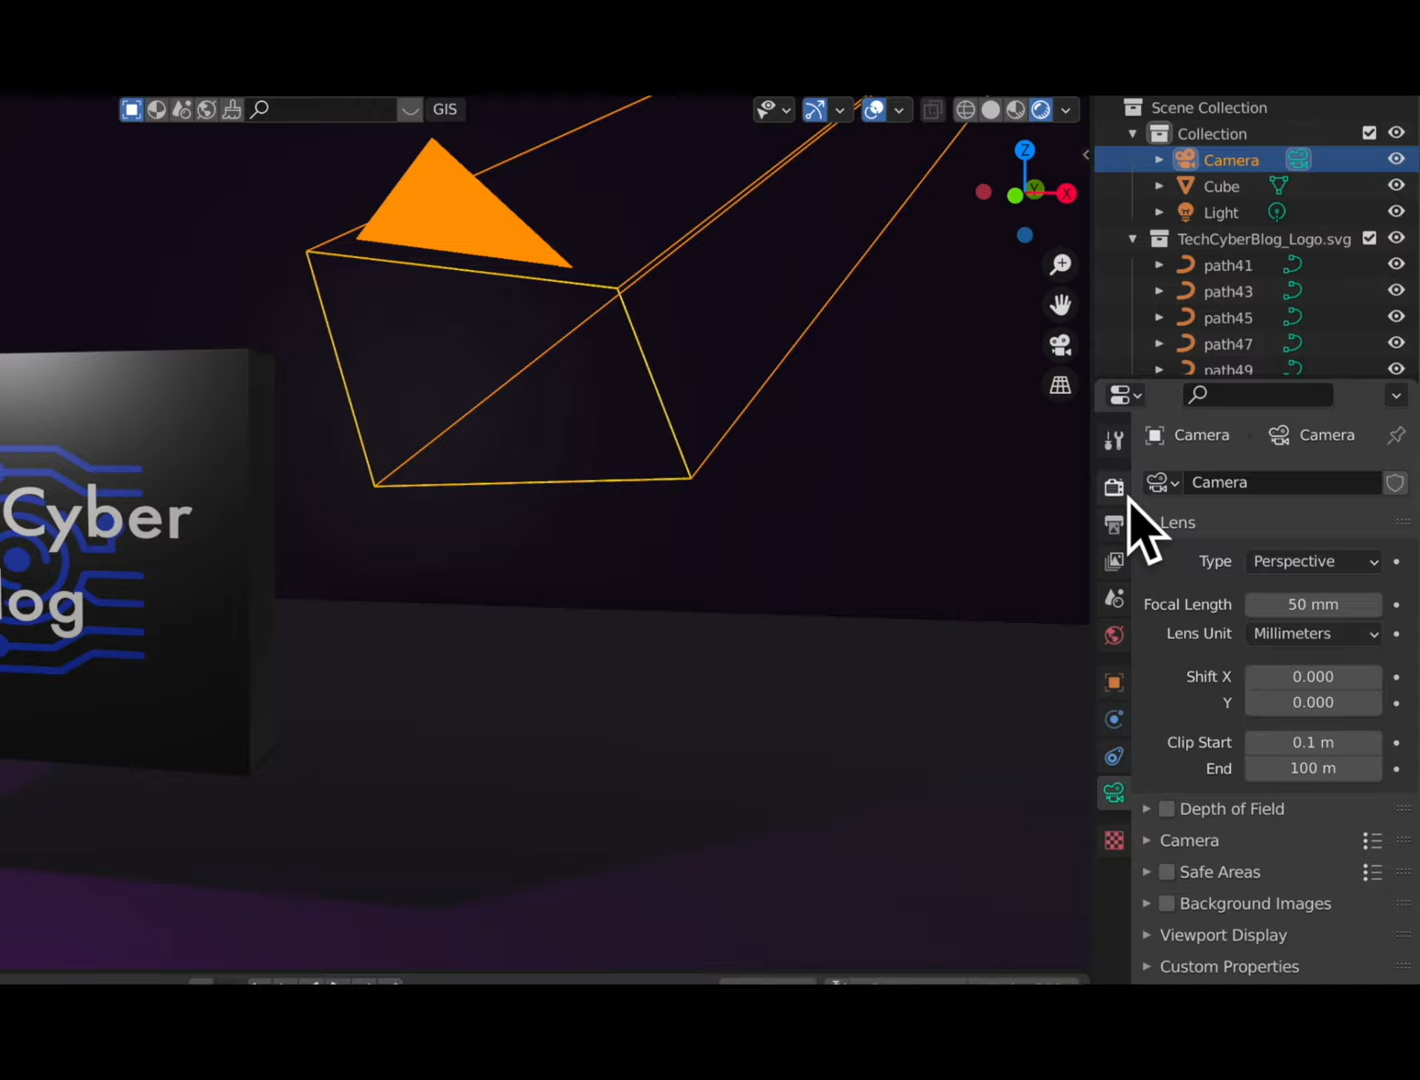 GIS
Scene Collection
Collection
Camera
Cube
Light
TechCyberBlog_Logo.svg
path41
path43
path45
path47
path49
Z
Y
X
Cyber
log
Camera
Camera
Camera
Lens
Type Perspective
Focal Length 50 mm
Lens Unit Millimeters
Shift X 0.000
Y 0.000
Clip Start 0.1 m
End 100 m
Depth of Field
Camera
Safe Areas
Background Images
Viewport Display
Custom Properties